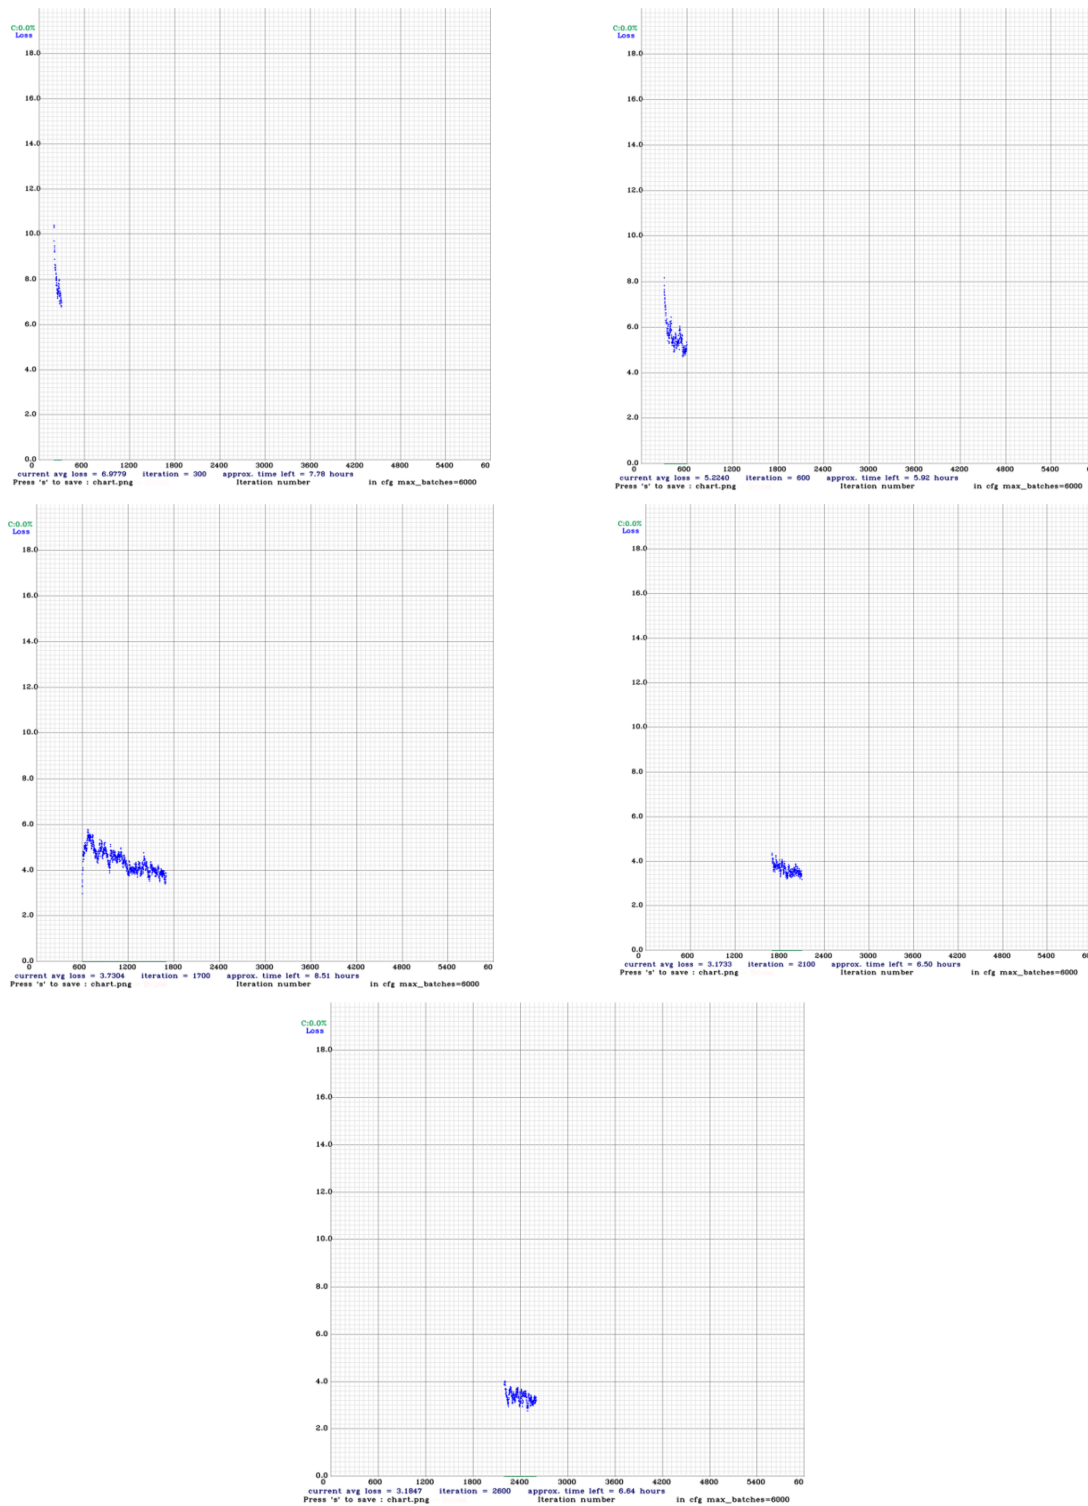 C:0.0%
Loss
18.0
16.0
14.0
12.0
10.0
8.0
6.0
4.0
2.0
0.0
0 600 1200 1800 2400 3000 3600 4200 4800 5400 60
current avg loss = 6.9779 iteration = 300 approx. time left = 7.78 hours
Press 's' to save : chart.png Iteration number in cfg max_batches=6000
C:0.0%
Loss
18.0
16.0
14.0
12.0
10.0
8.0
6.0
4.0
2.0
0.0
0 600 1200 1800 2400 3000 3600 4200 4800 5400 60
current avg loss = 5.2240 iteration = 600 approx. time left = 5.92 hours
Press 's' to save : chart.png Iteration number in cfg max_batches=6000
C:0.0%
Loss
18.0
16.0
14.0
12.0
10.0
8.0
6.0
4.0
2.0
0.0
0 600 1200 1800 2400 3000 3600 4200 4800 5400 60
current avg loss = 3.7304 iteration = 1700 approx. time left = 8.51 hours
Press 's' to save : chart.png Iteration number in cfg max_batches=6000
C:0.0%
Loss
18.0
16.0
14.0
12.0
10.0
8.0
6.0
4.0
2.0
0.0
0 600 1200 1800 2400 3000 3600 4200 4800 5400 60
current avg loss = 3.1733 iteration = 2100 approx. time left = 6.50 hours
Press 's' to save : chart.png Iteration number in cfg max_batches=6000
C:0.0%
Loss
18.0
16.0
14.0
12.0
10.0
8.0
6.0
4.0
2.0
0.0
0 600 1200 1800 2400 3000 3600 4200 4800 5400 60
current avg loss = 3.1847 iteration = 2600 approx. time left = 6.64 hours
Press 's' to save : chart.png Iteration number in cfg max_batches=6000